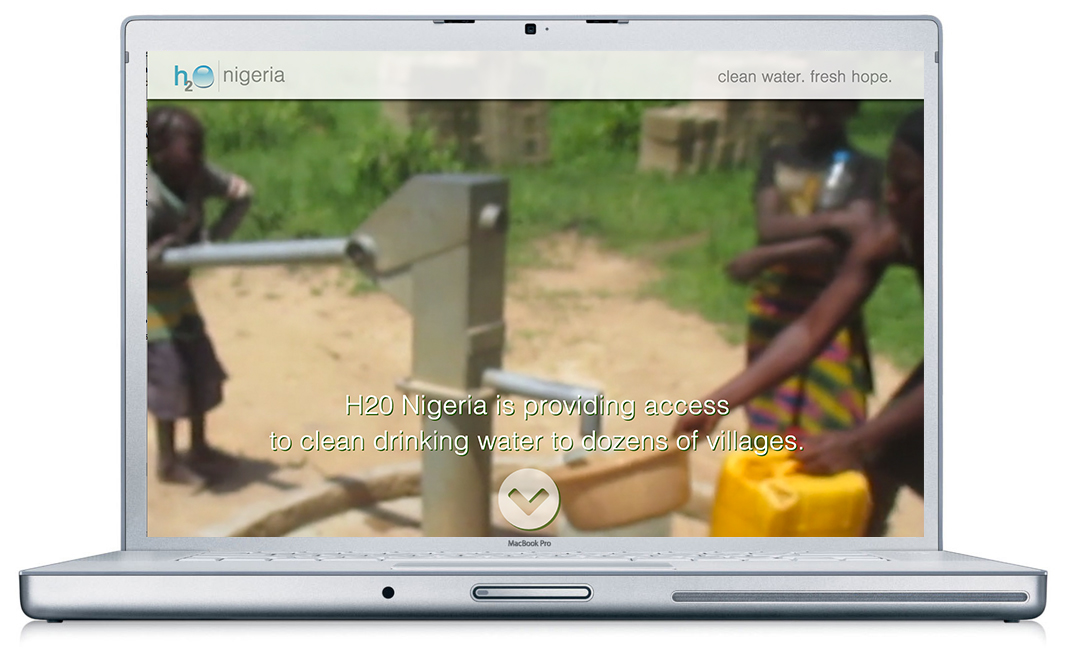 h2O nigeria
clean water. fresh hope.
H20 Nigeria is providing access
to clean drinking water to dozens of villages.
MacBook Pro